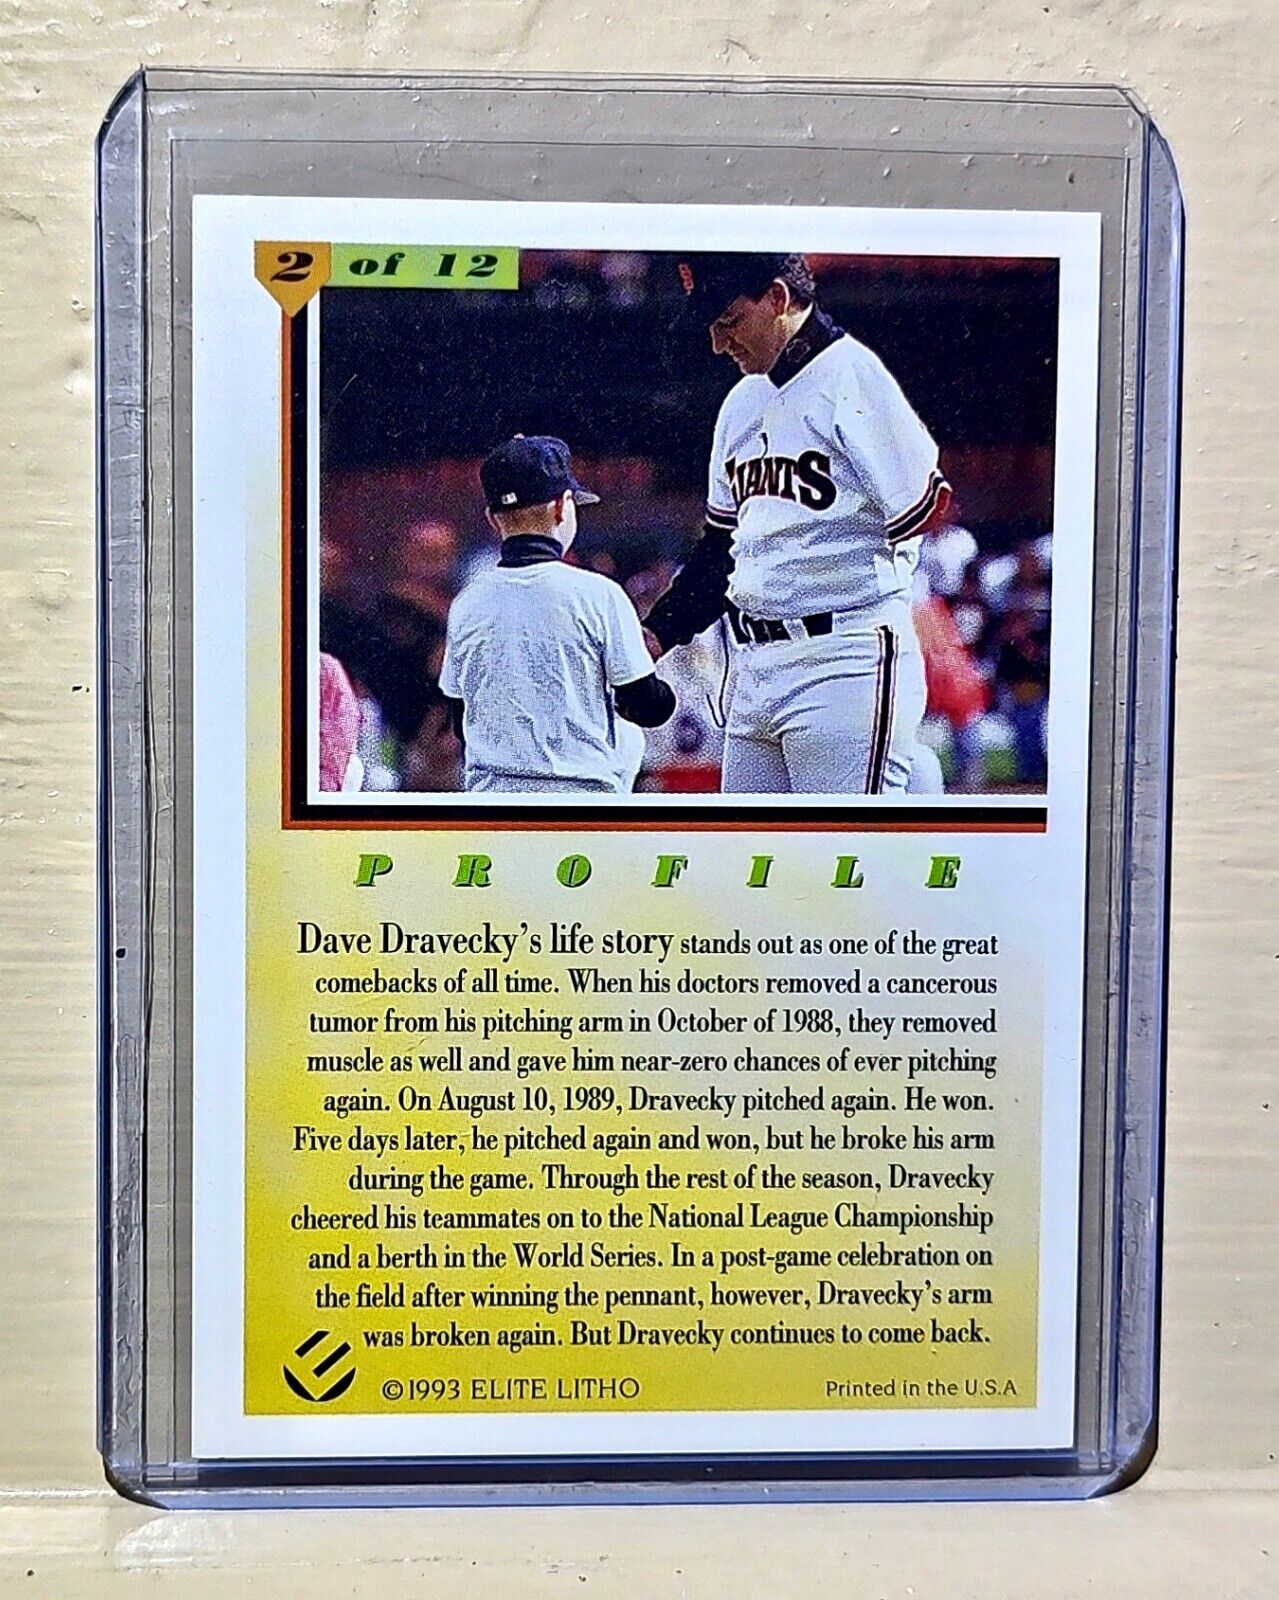 2 of 12
GIANTS
PROFILE
Dave Dravecky's life story stands out as one of the great
comebacks of all time. When his doctors removed a cancerous
tumor from his pitching arm in October of 1988, they removed
muscle as well and gave him near-zero chances of ever pitching
again. On August 10, 1989, Dravecky pitched again. He won.
Five days later, he pitched again and won, but he broke his arm
during the game. Through the rest of the season, Dravecky
cheered his teammates on to the National League Championship
and a berth in the World Series. In a post-game celebration on
the field after winning the pennant, however, Dravecky's arm
was broken again. But Dravecky continues to come back.
©1993 ELITE LITHO
Printed in the U.S.A